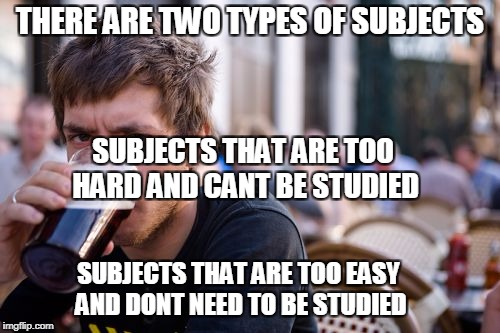 THERE ARE TWO TYPES OF SUBJECTS
SUBJECTS THAT ARE TOO
HARD AND CANT BE STUDIED
SUBJECTS THAT ARE TOO EASY
AND DONT NEED TO BE STUDIED
imgflip.com